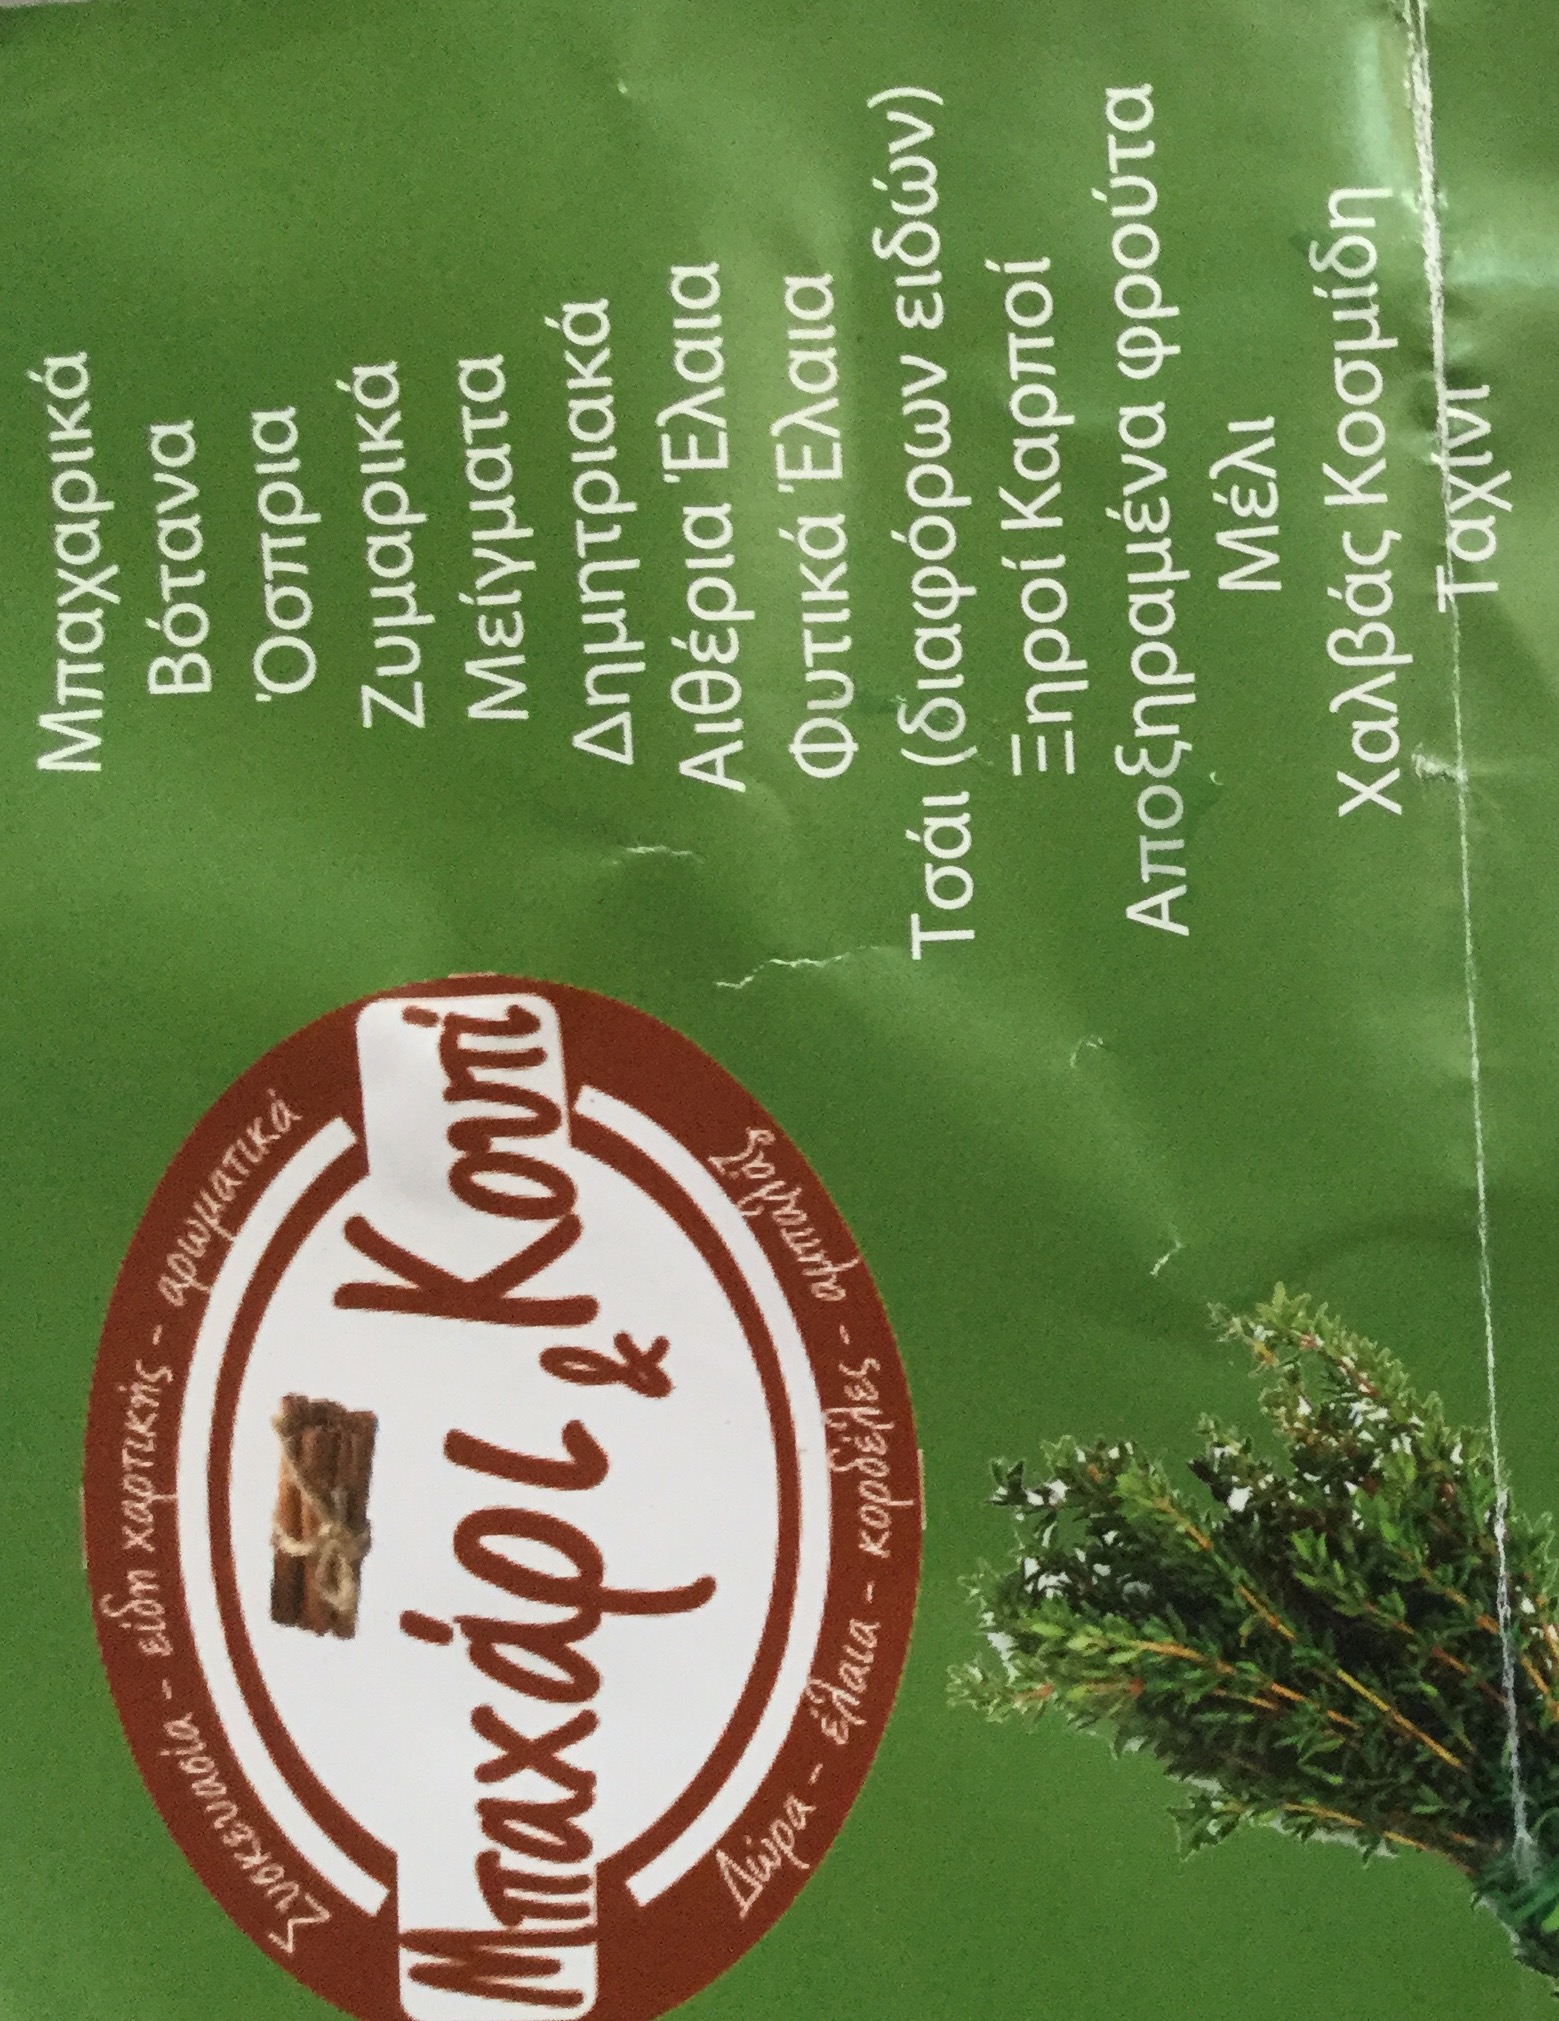 Συσκευασία - είδη χαρτικής - αρωματικά
Μπαχάρι & Κουτί
Δώρα - έλαια - κορδέλες - αμπαλάζ
Μπαχαρικά
Βότανα
Όσπρια
Ζυμαρικά
Μείγματα
Δημητριακά
Αιθέρια Έλαια
Φυτικά Έλαια
Τσάι (διαφόρων ειδών)
Ξηροί Καρποί
Αποξηραμένα φρούτα
Μέλι
Χαλβάς Κοσμίδη
Ταχίνι